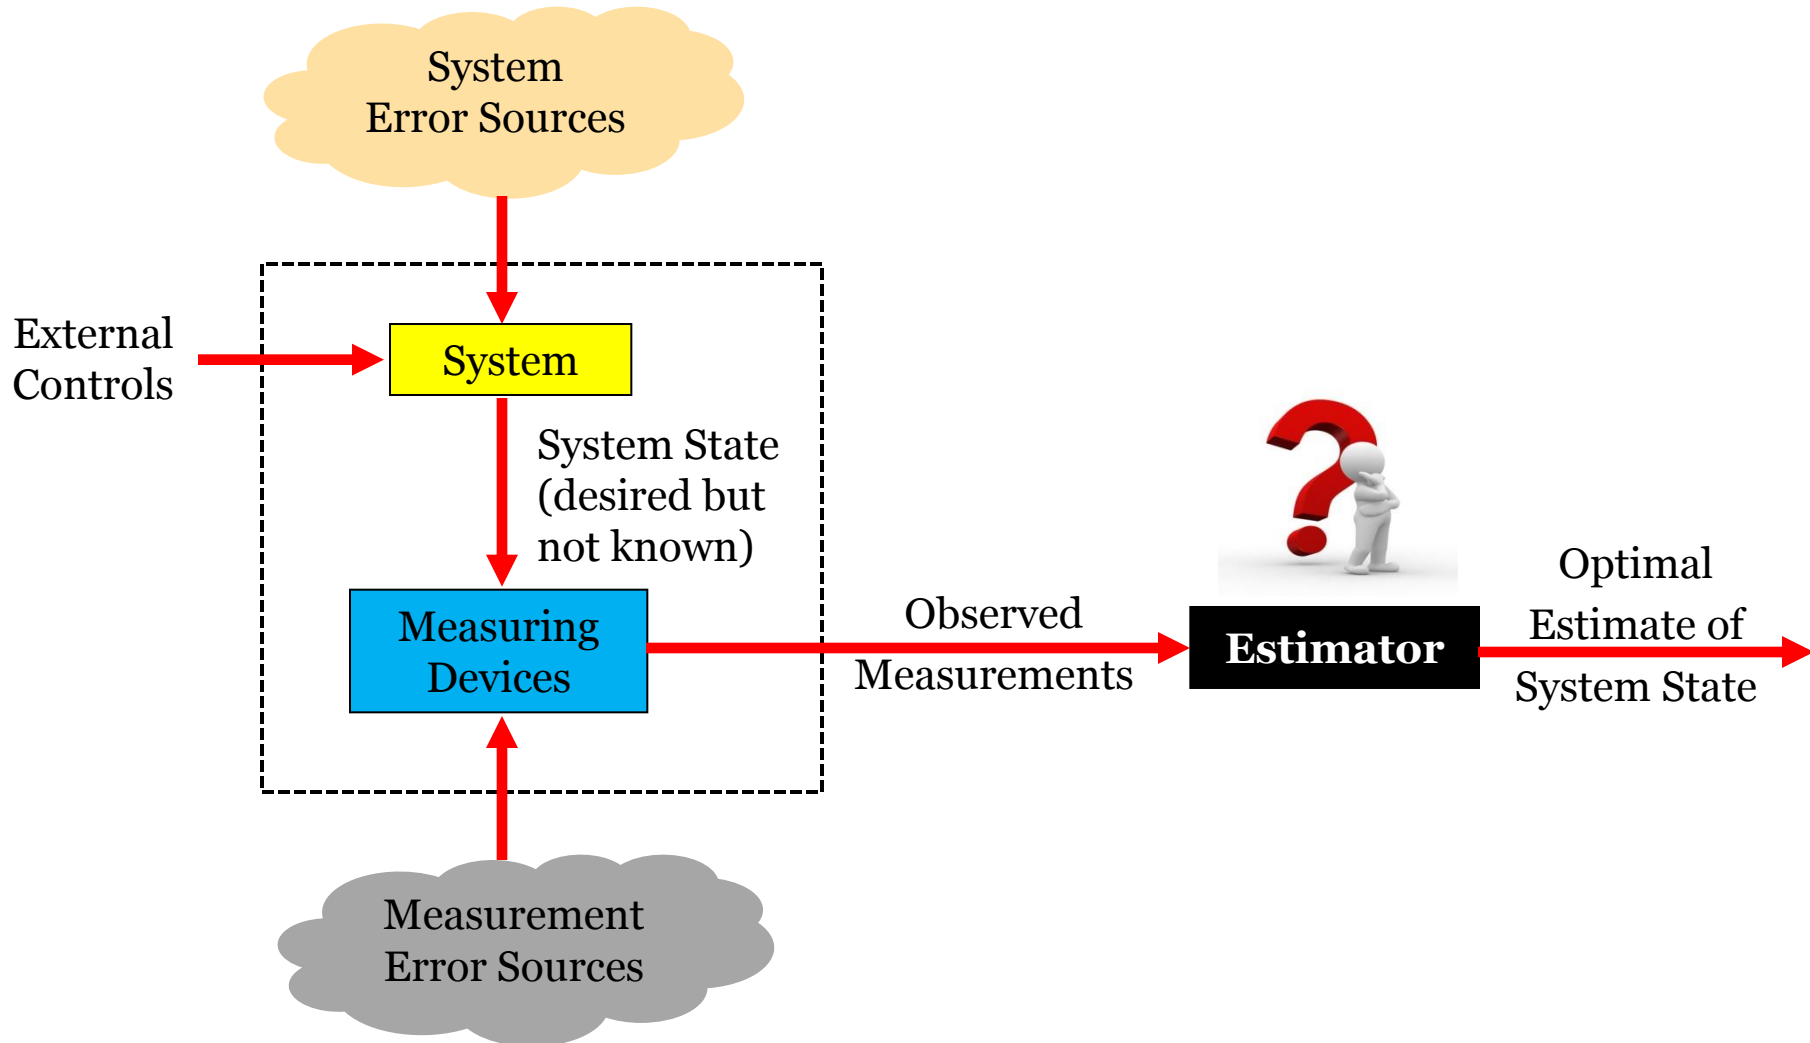 System
Error Sources
External
Controls
System
System State
(desired but
not known)
Measuring
Devices
Observed
Measurements
Estimator
Optimal
Estimate of
System State
Measurement
Error Sources